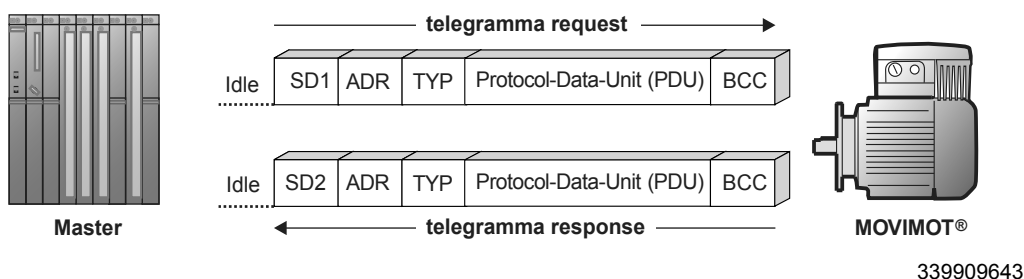 telegramma request
Idle SD1 ADR TYP Protocol-Data-Unit (PDU) BCC
Idle SD2 ADR TYP Protocol-Data-Unit (PDU) BCC
Master telegramma response MOVIMOT®
339909643